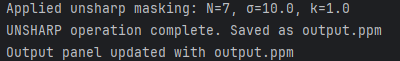 Applied unsharp masking: N=7, σ=10.0, k=1.0
UNSHARP operation complete. Saved as output.ppm
Output panel updated with output.ppm